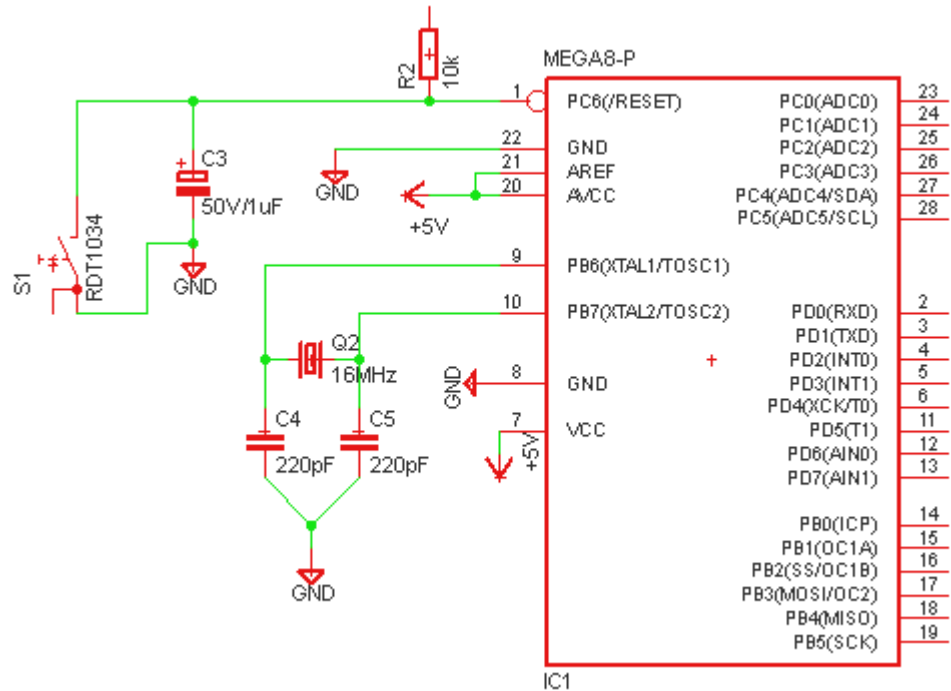 MEGA8-P
R2
10k
1
PC6(/RESET)
PC0(ADC0)
23
PC1(ADC1)
24
22
GND
PC2(ADC2)
25
GND
21
AREF
PC3(ADC3)
26
+5V
20
AVCC
PC4(ADC4/SDA)
27
PC5(ADC5/SCL)
28
C3
50V/1uF
GND
S1
RDT1034
9
PB6(XTAL1/TOSC1)
10
PB7(XTAL2/TOSC2)
PD0(RXD)
2
PD1(TXD)
3
Q2
16MHz
PD2(INT0)
4
GND
8
GND
PD3(INT1)
5
PD4(XCK/T0)
6
C4
220pF
C5
220pF
7
VCC
+5V
PD5(T1)
11
PD6(AIN0)
12
PD7(AIN1)
13
GND
PB0(ICP)
14
PB1(OC1A)
15
PB2(SS/OC1B)
16
PB3(MOSI/OC2)
17
PB4(MISO)
18
PB5(SCK)
19
IC1